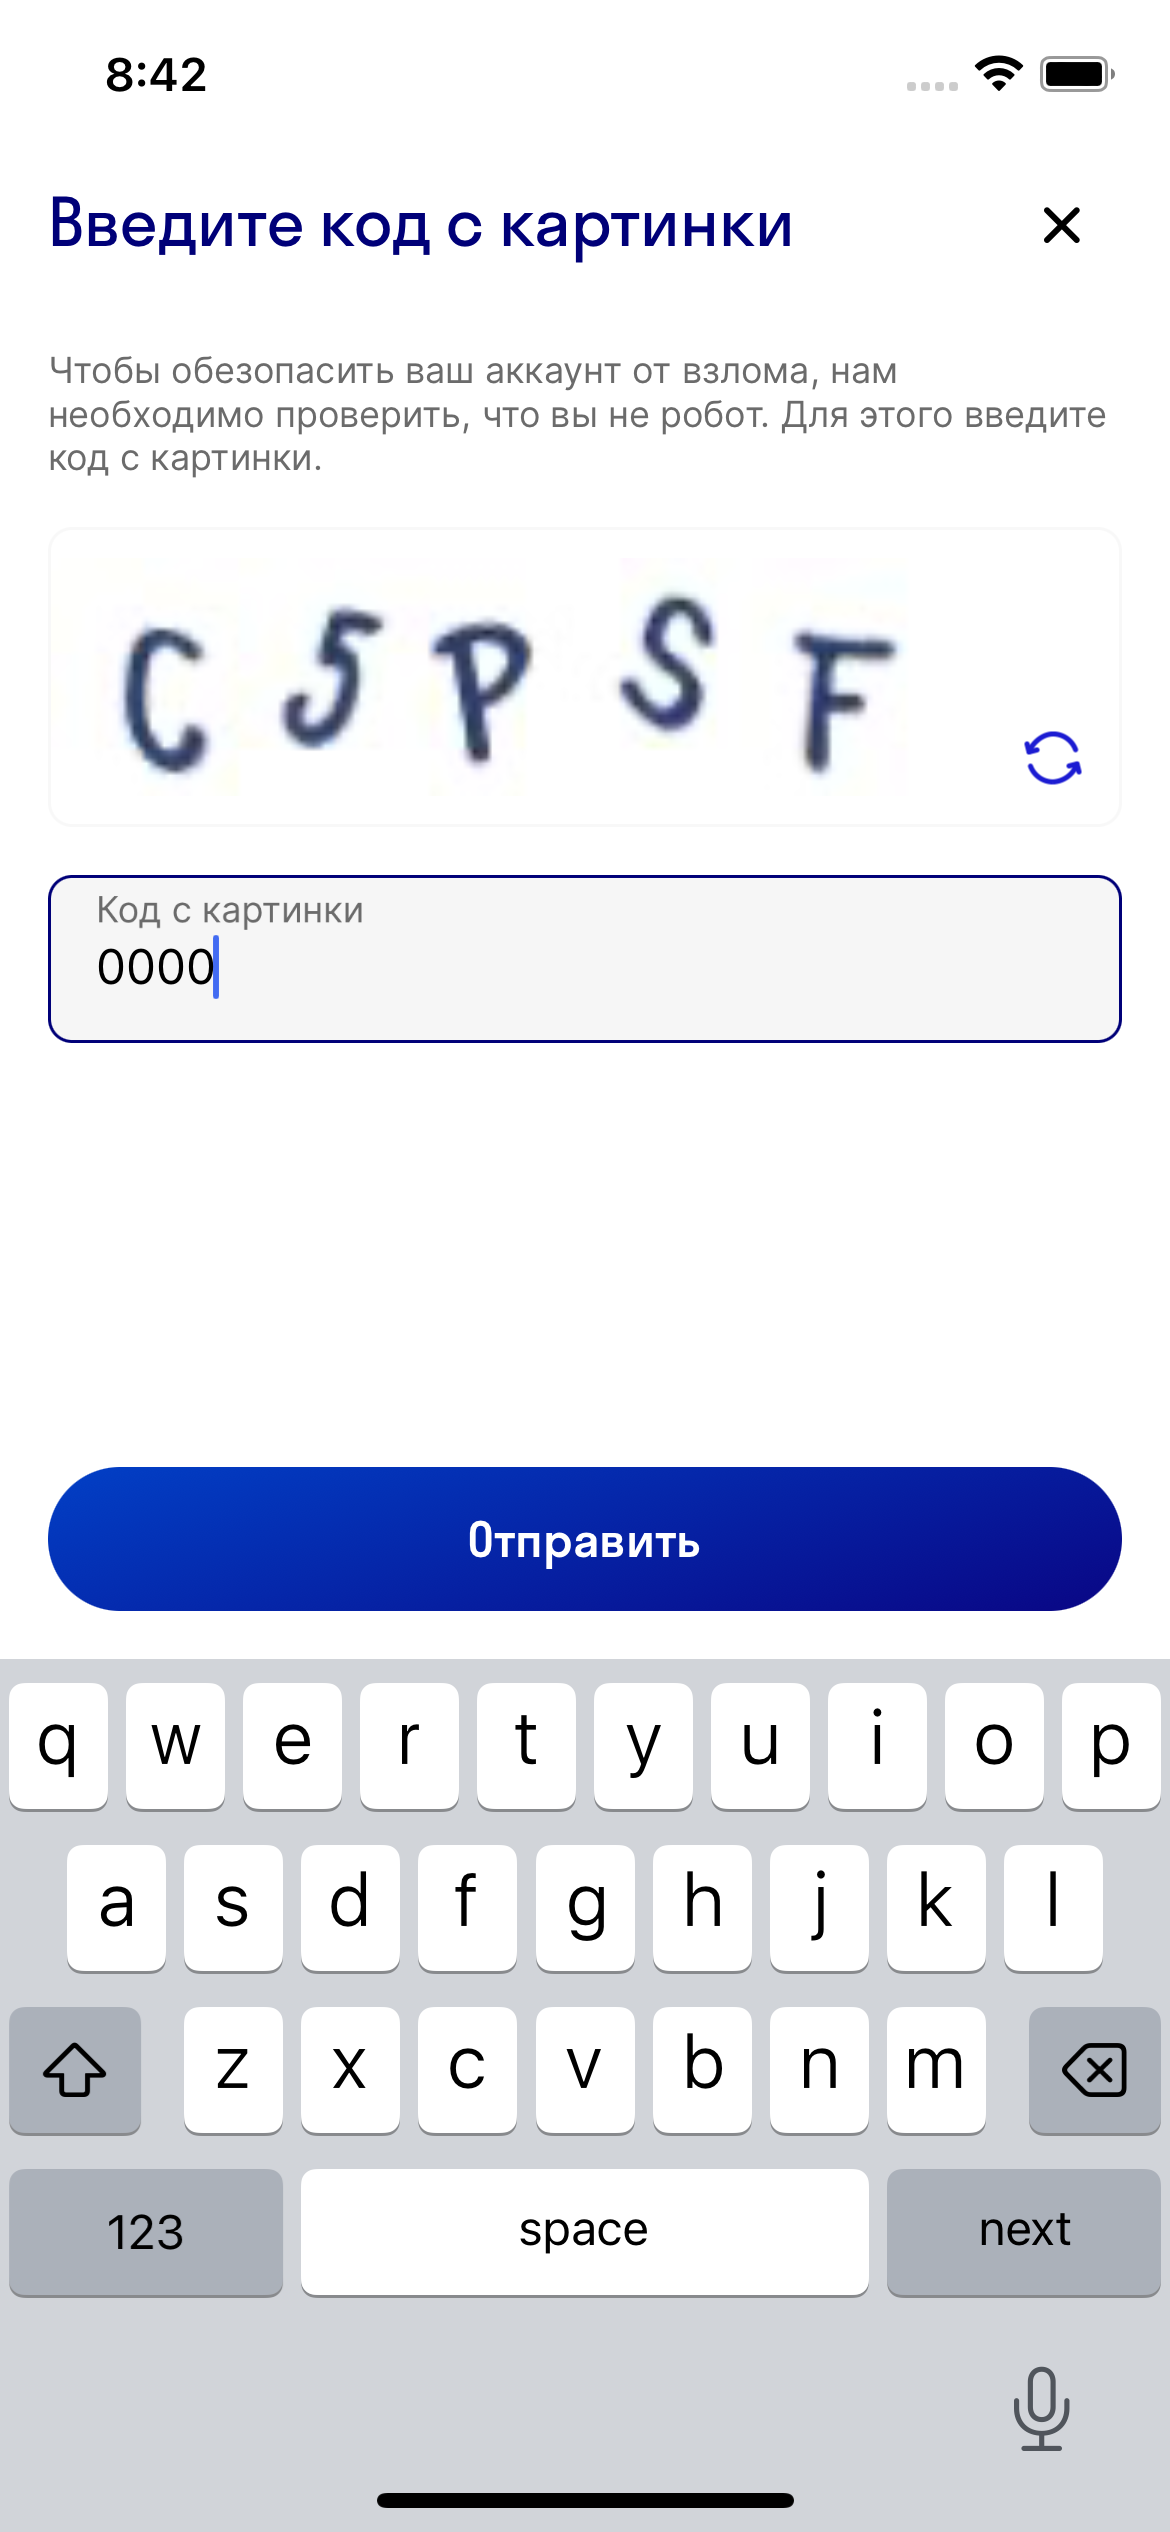 8:42
Введите код с картинки
Чтобы обезопасить ваш аккаунт от взлома, нам
необходимо проверить, что вы не робот. Для этого введите
код с картинки.
C 5 P S F
Код с картинки
0000
Отправить
q w e r t y u i o p
a s d f g h j k l
z x c v b n m
123 space next